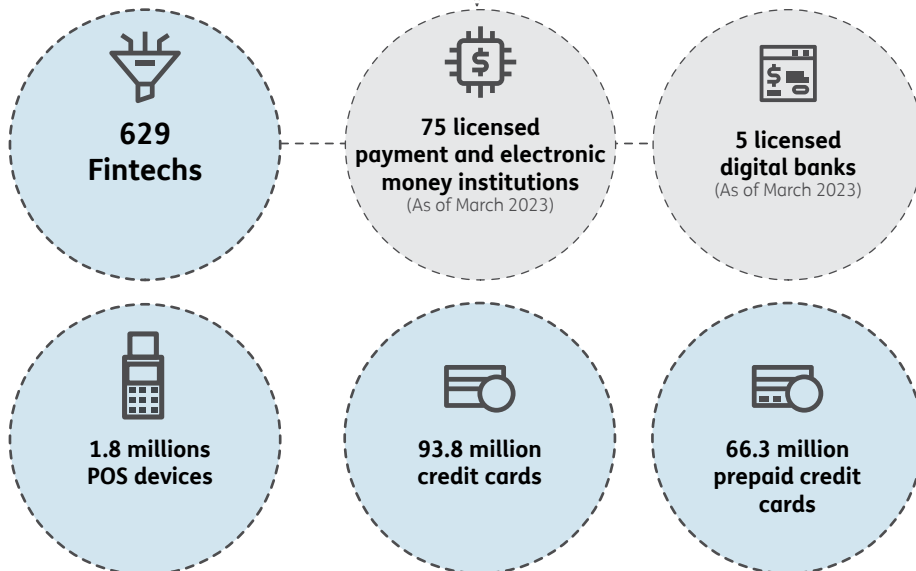 629
Fintechs
75 licensed
payment and electronic
money institutions
(As of March 2023)
5 licensed
digital banks
(As of March 2023)
1.8 millions
POS devices
93.8 million
credit cards
66.3 million
prepaid credit
cards